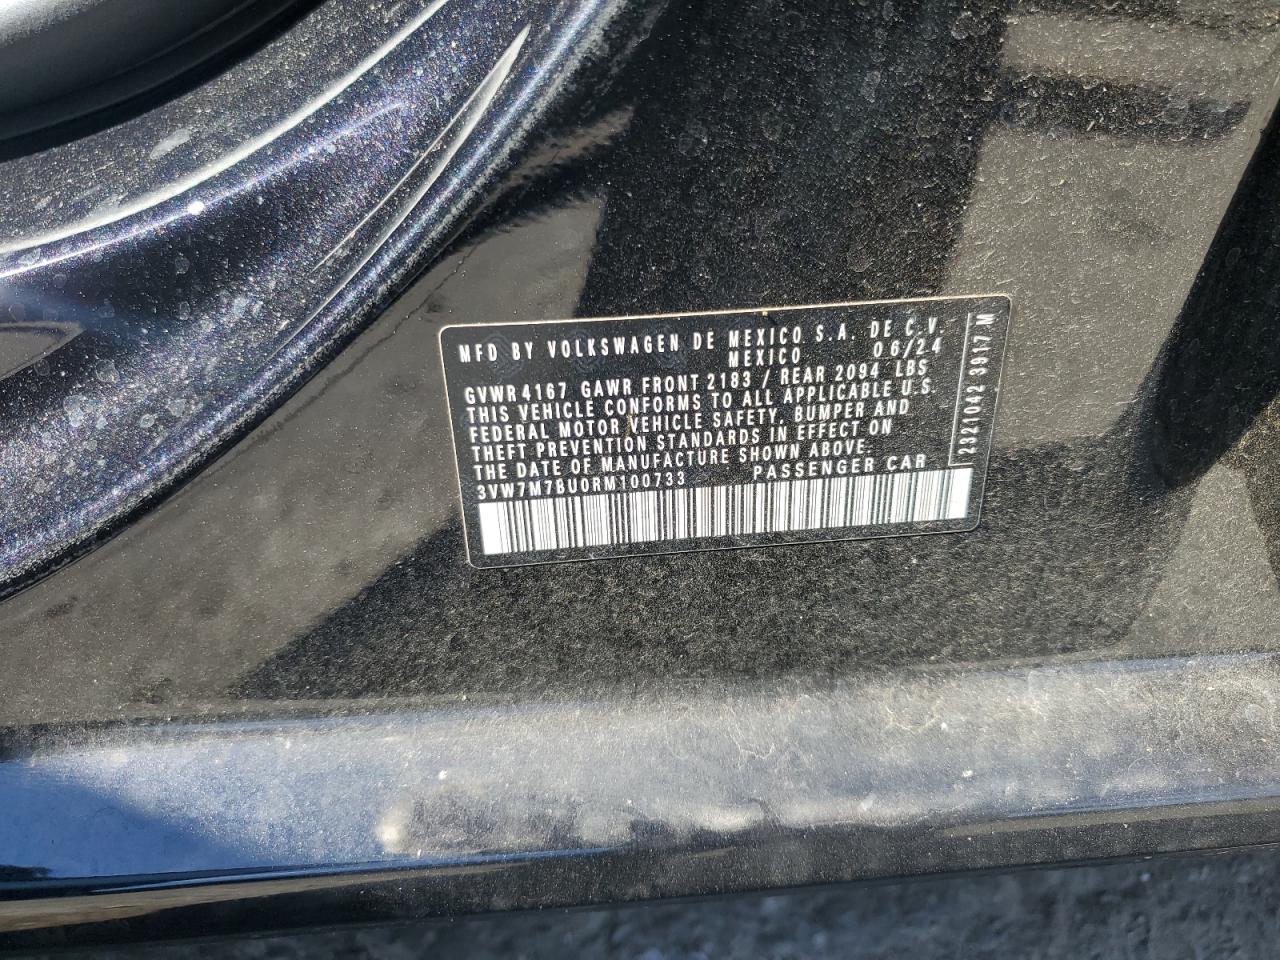 MFD BY VOLKSWAGEN DE MEXICO S.A. DE C.V.
MEXICO 06/24
GVWR 4167 GAWR FRONT 2183 / REAR 2094 LBS
THIS VEHICLE CONFORMS TO ALL APPLICABLE U.S.
FEDERAL MOTOR VEHICLE SAFETY, BUMPER AND
THEFT PREVENTION STANDARDS IN EFFECT ON
THE DATE OF MANUFACTURE SHOWN ABOVE.
3VW7M7BU0RM100733 PASSENGER CAR
2321042 3917 M